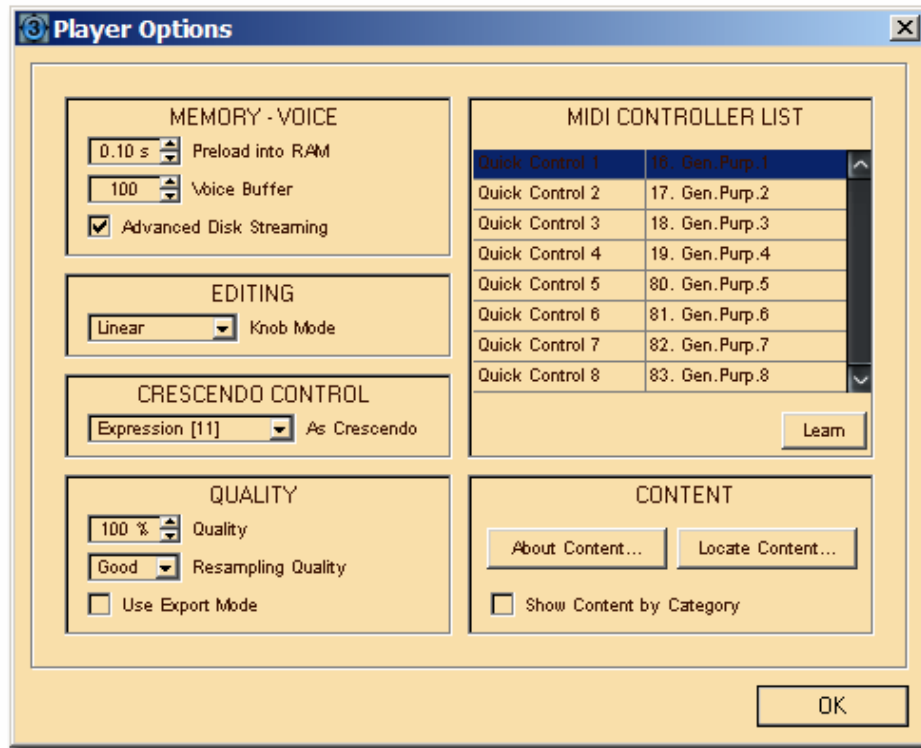 3 Player Options
MEMORY - VOICE
0.10 s Preload into RAM
100 Voice Buffer
Advanced Disk Streaming
EDITING
Linear Knob Mode
CRESCENDO CONTROL
Expression [11] As Crescendo
QUALITY
100 % Quality
Good Resampling Quality
Use Export Mode
MIDI CONTROLLER LIST
Quick Control 1 16. Gen.Purp.1
Quick Control 2 17. Gen.Purp.2
Quick Control 3 18. Gen.Purp.3
Quick Control 4 19. Gen.Purp.4
Quick Control 5 80. Gen.Purp.5
Quick Control 6 81. Gen.Purp.6
Quick Control 7 82. Gen.Purp.7
Quick Control 8 83. Gen.Purp.8
Learn
CONTENT
About Content... Locate Content...
Show Content by Category
OK